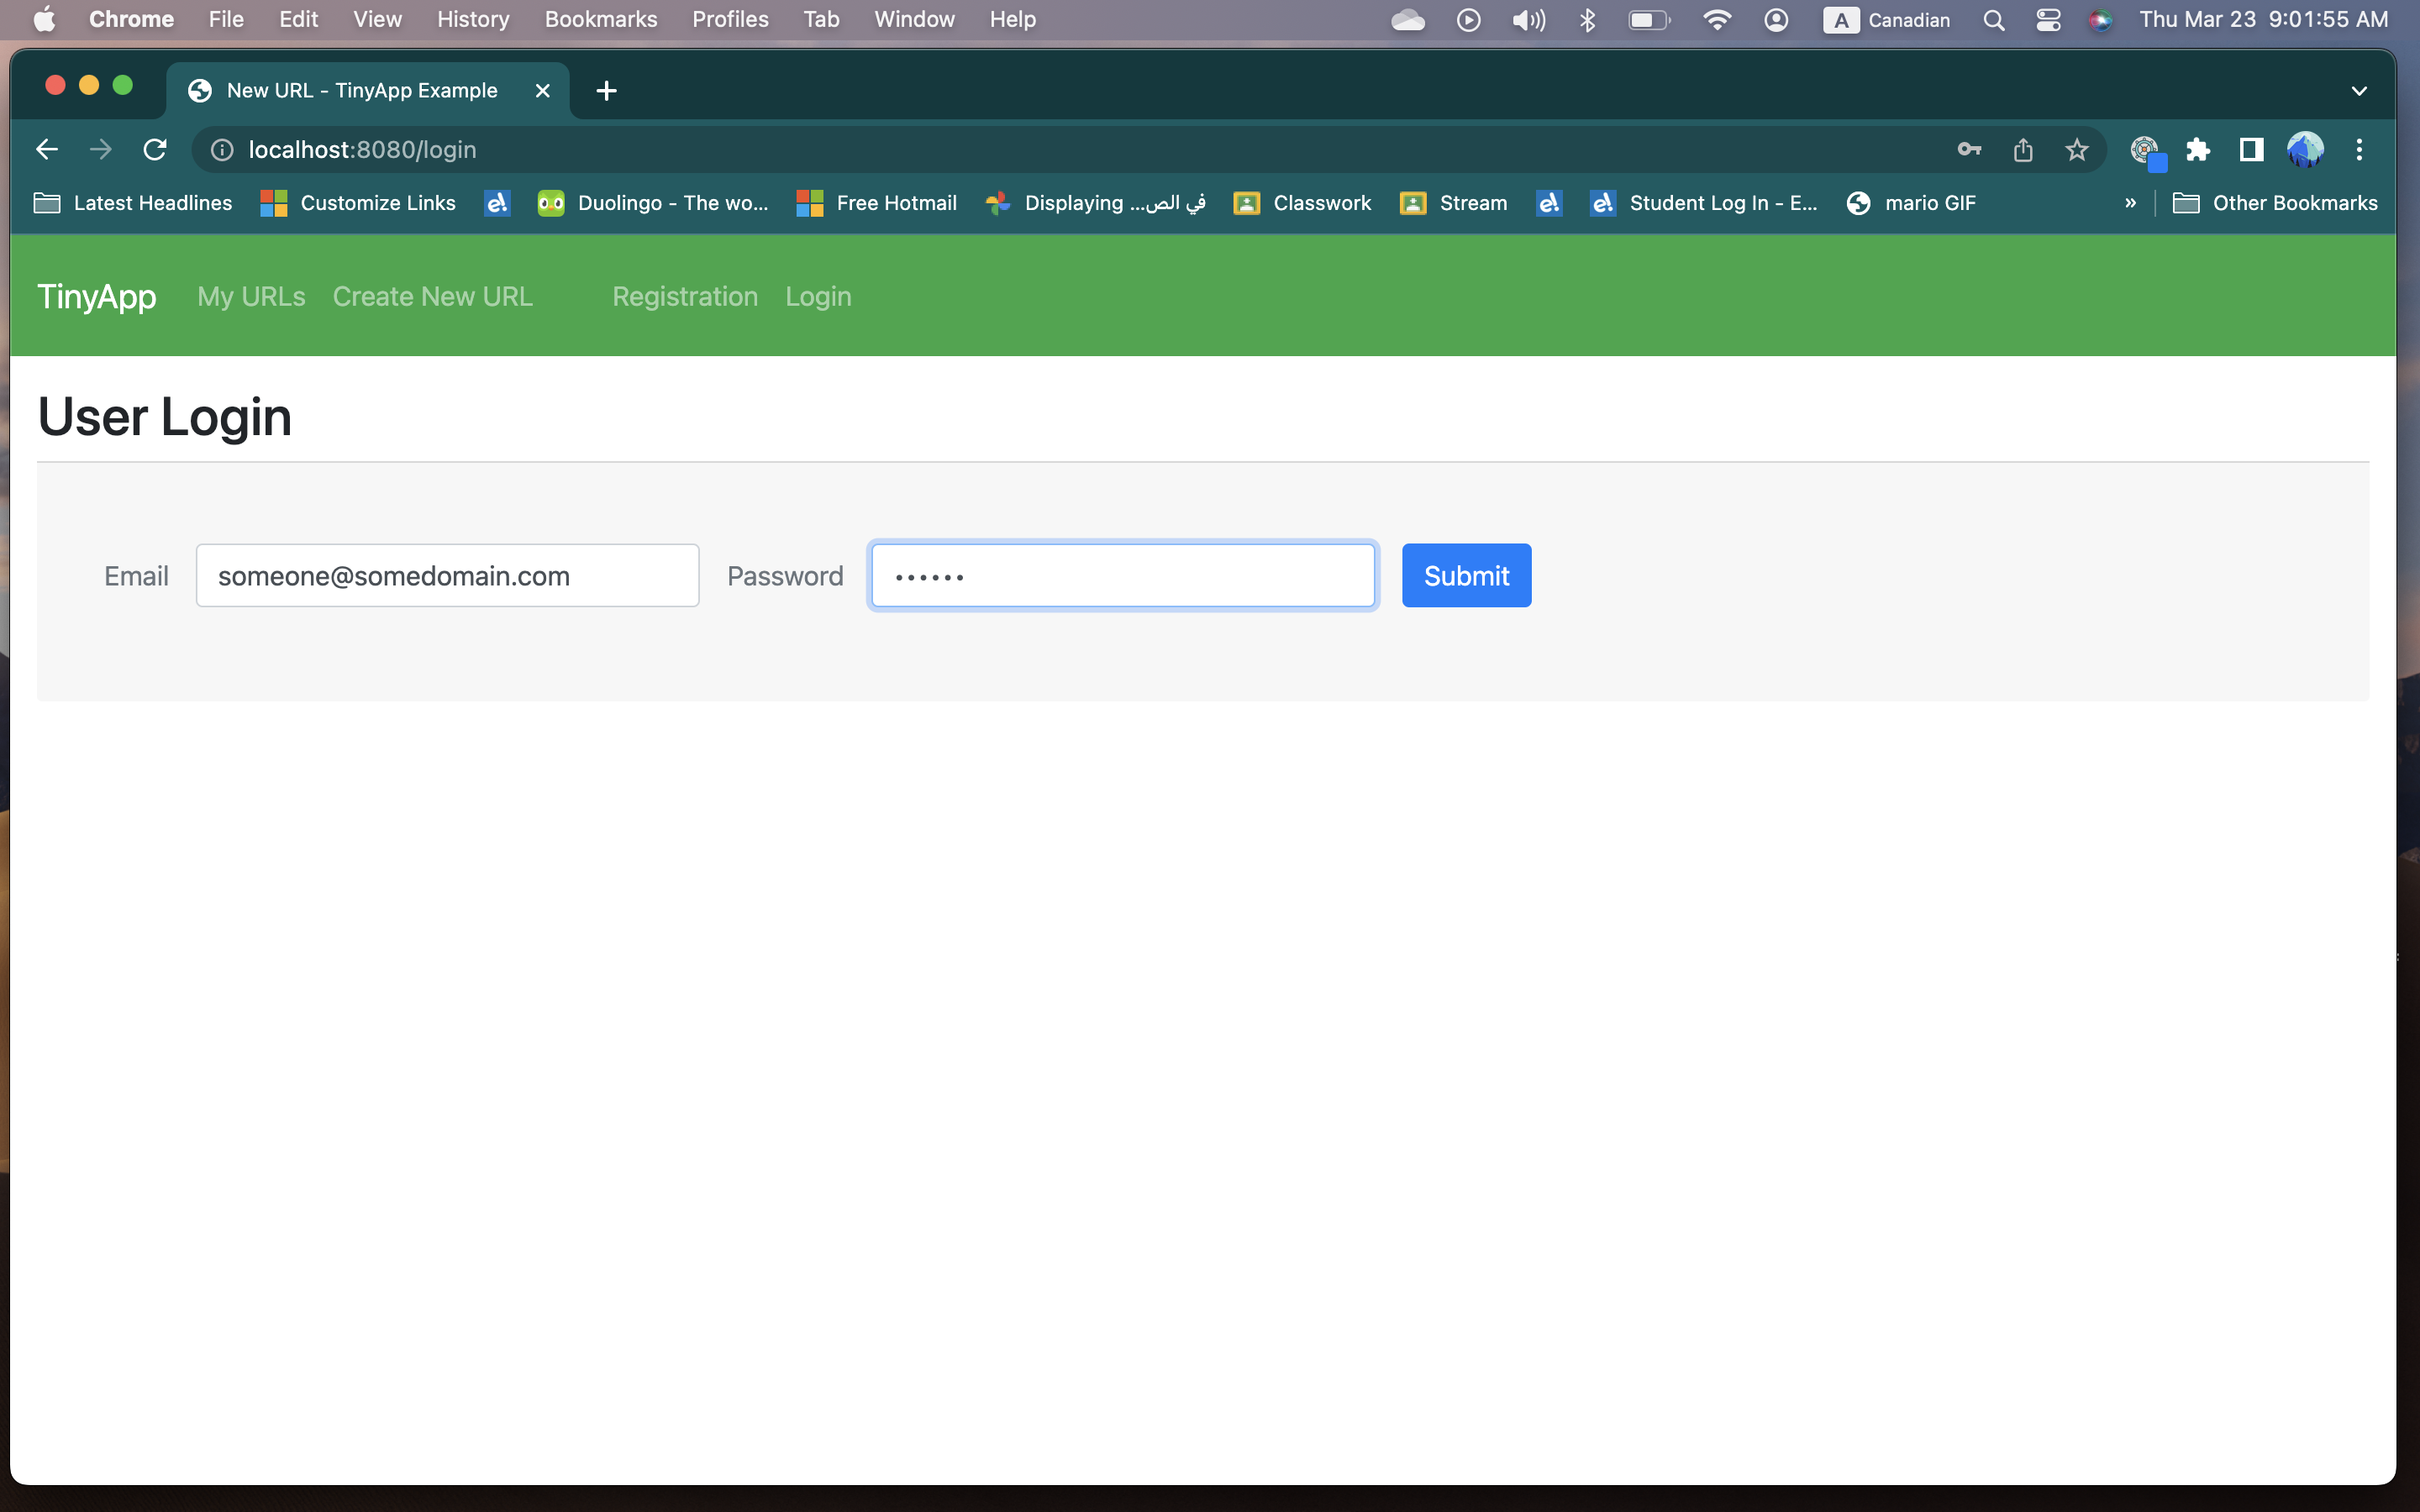 Chrome File Edit View History Bookmarks Profiles Tab Window Help A Canadian Thu Mar 23 9:01:55 AM
New URL - TinyApp Example
localhost:8080/login
Latest Headlines Customize Links e! Duolingo - The wo... Free Hotmail Displaying ...في الص Classwork Stream e! e! Student Log In - E... mario GIF » Other Bookmarks
TinyApp My URLs Create New URL Registration Login
User Login
Email someone@somedomain.com Password •••••• Submit